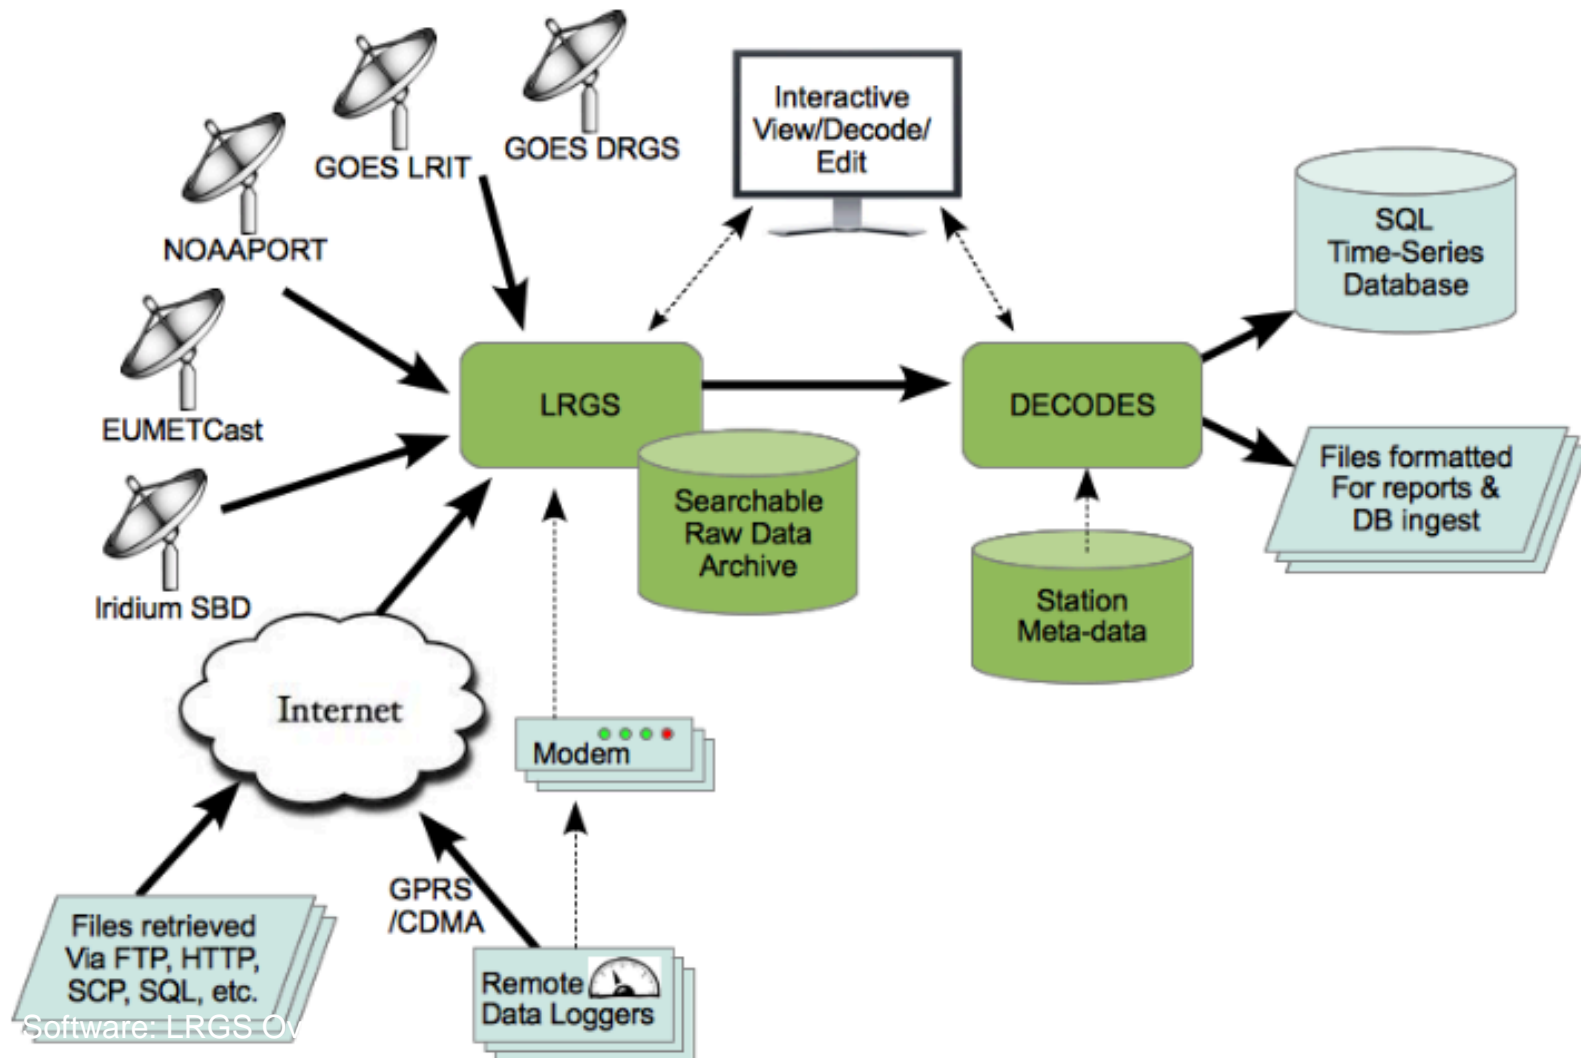 GOES LRIT
GOES DRGS
NOAAPORT
EUMETCast
Iridium SBD
Interactive
View/Decode/
Edit
SQL
Time-Series
Database
LRGS
DECODES
Searchable
Raw Data
Archive
Station
Meta-data
Files formatted
For reports &
DB ingest
Internet
Modem
GPRS
/CDMA
Files retrieved
Via FTP, HTTP,
SCP, SQL, etc.
Remote
Data Loggers
Software: LRGS